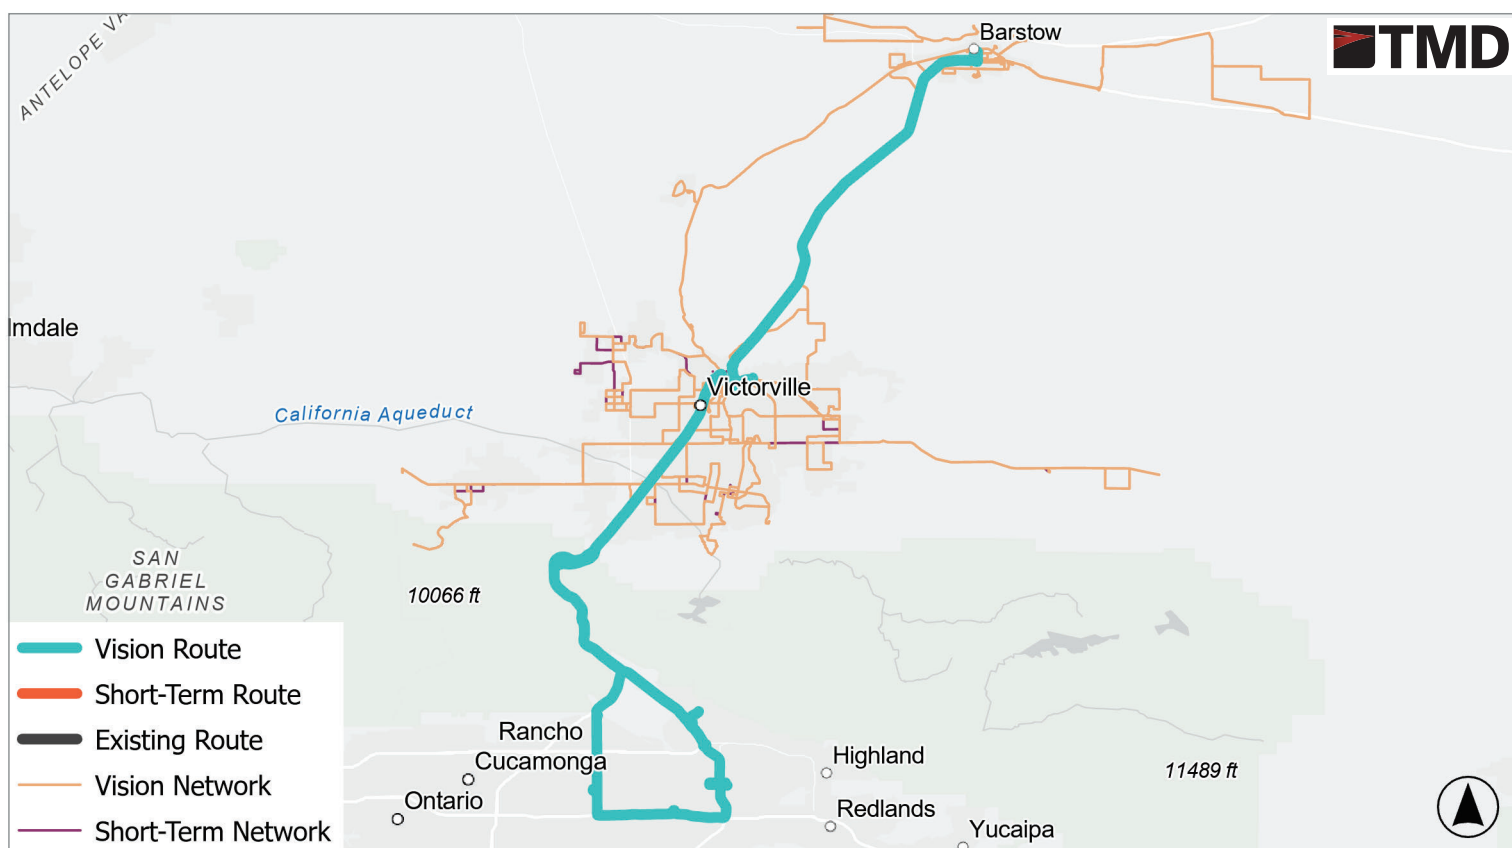 ANTELOPE VA
Barstow
TMD
lmdale
Victorville
California Aqueduct
SAN
GABRIEL
MOUNTAINS
10066 ft
Rancho
Cucamonga
Ontario
Highland
11489 ft
Redlands
Yucaipa
Vision Route
Short-Term Route
Existing Route
Vision Network
Short-Term Network